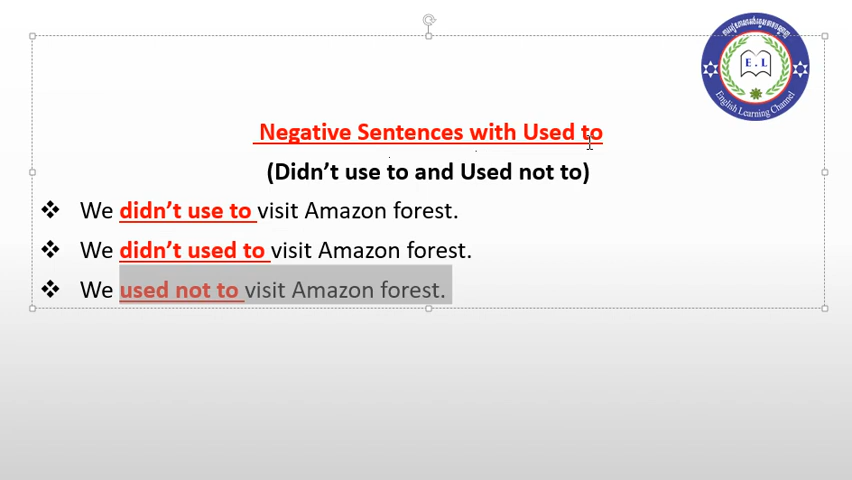 E . L
English Learning Channel
Negative Sentences with Used to
(Didn’t use to and Used not to)
❖ We didn’t use to visit Amazon forest.
❖ We didn’t used to visit Amazon forest.
❖ We used not to visit Amazon forest.